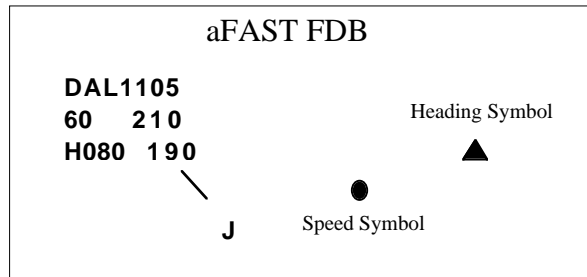 aFAST FDB
DAL1105
60 210
H080 190
J
Heading Symbol
Speed Symbol